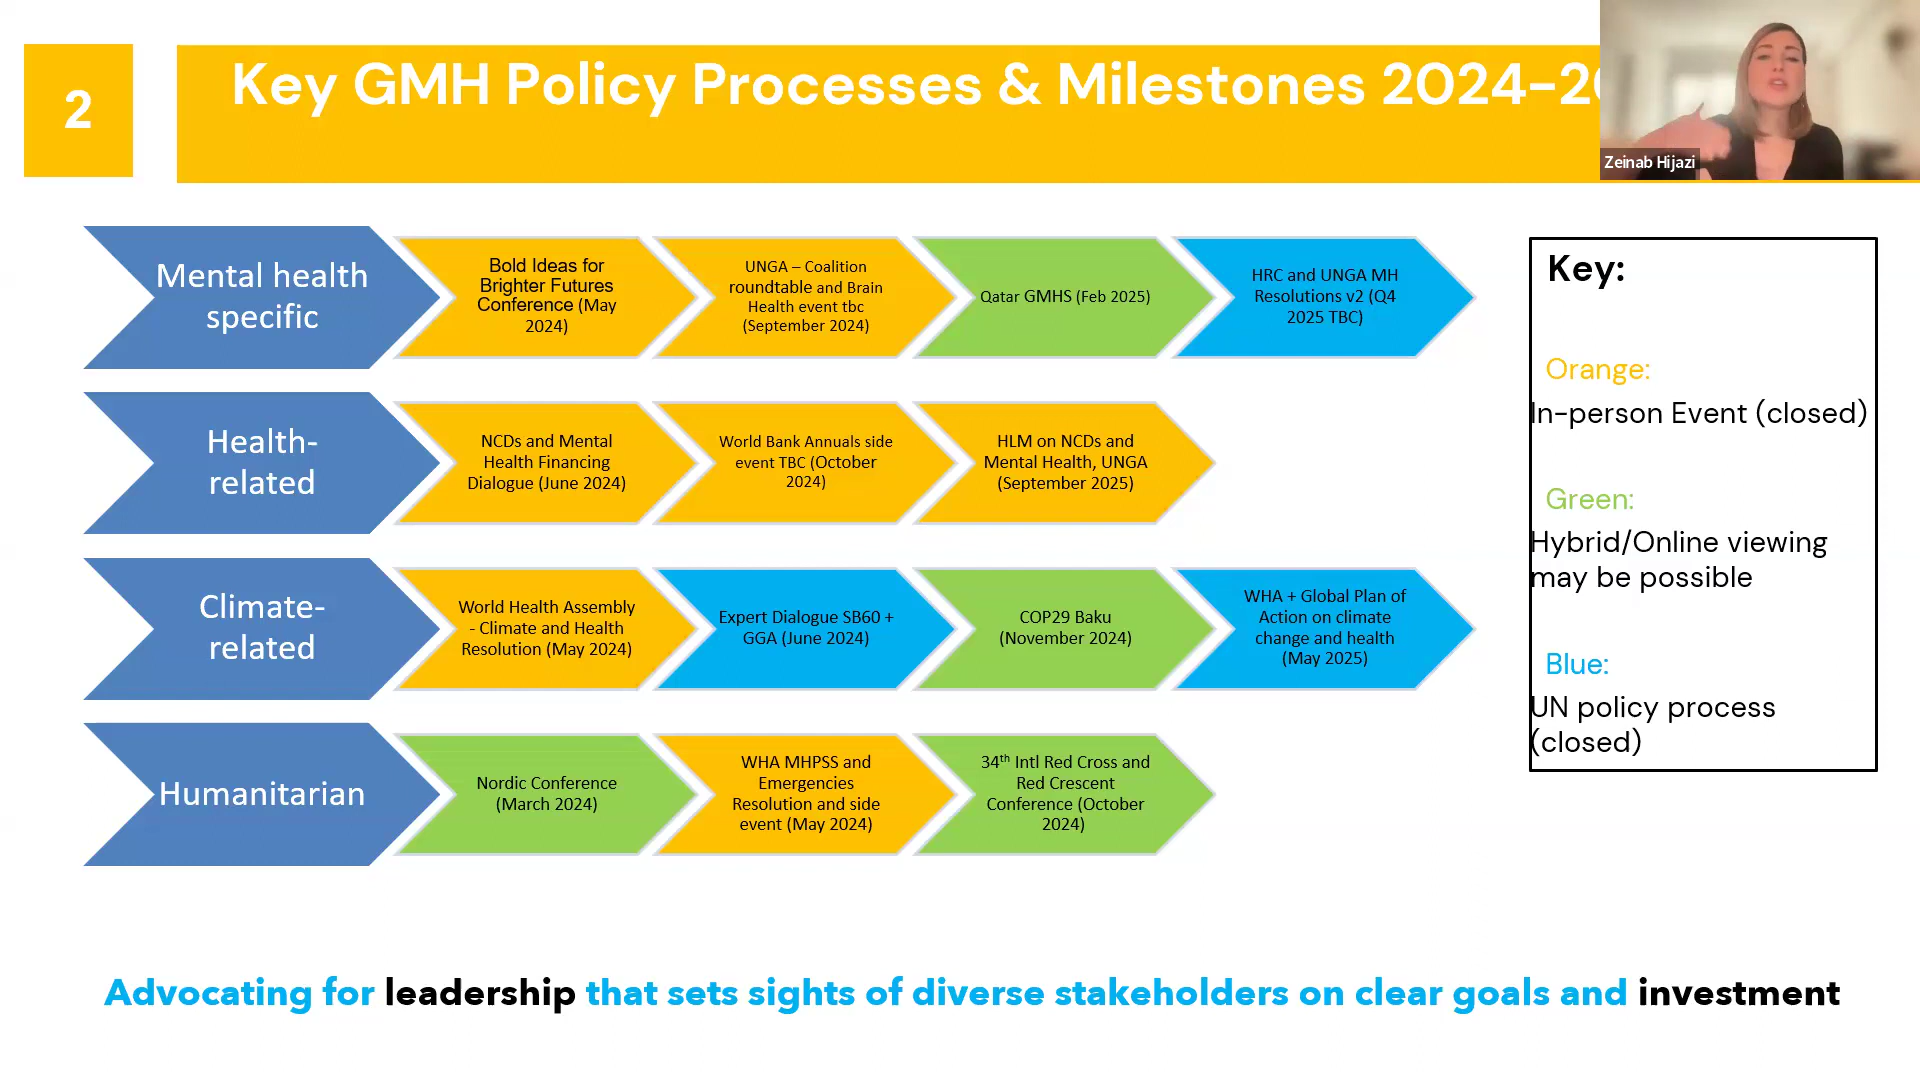 2
Key GMH Policy Processes & Milestones 2024-20
Zeinab Hijazi
Mental health
specific
Bold Ideas for
Brighter Futures
Conference (May
2024)
UNGA – Coalition
roundtable and Brain
Health event tbc
(September 2024)
Qatar GMHS (Feb 2025)
HRC and UNGA MH
Resolutions v2 (Q4
2025 TBC)
Health-
related
NCDs and Mental
Health Financing
Dialogue (June 2024)
World Bank Annuals side
event TBC (October
2024)
HLM on NCDs and
Mental Health, UNGA
(September 2025)
Climate-
related
World Health Assembly
- Climate and Health
Resolution (May 2024)
Expert Dialogue SB60 +
GGA (June 2024)
COP29 Baku
(November 2024)
WHA + Global Plan of
Action on climate
change and health
(May 2025)
Humanitarian
Nordic Conference
(March 2024)
WHA MHPSS and
Emergencies
Resolution and side
event (May 2024)
34th Intl Red Cross and
Red Crescent
Conference (October
2024)
Key:
Orange:
In-person Event (closed)
Green:
Hybrid/Online viewing
may be possible
Blue:
UN policy process
(closed)
Advocating for leadership that sets sights of diverse stakeholders on clear goals and investment